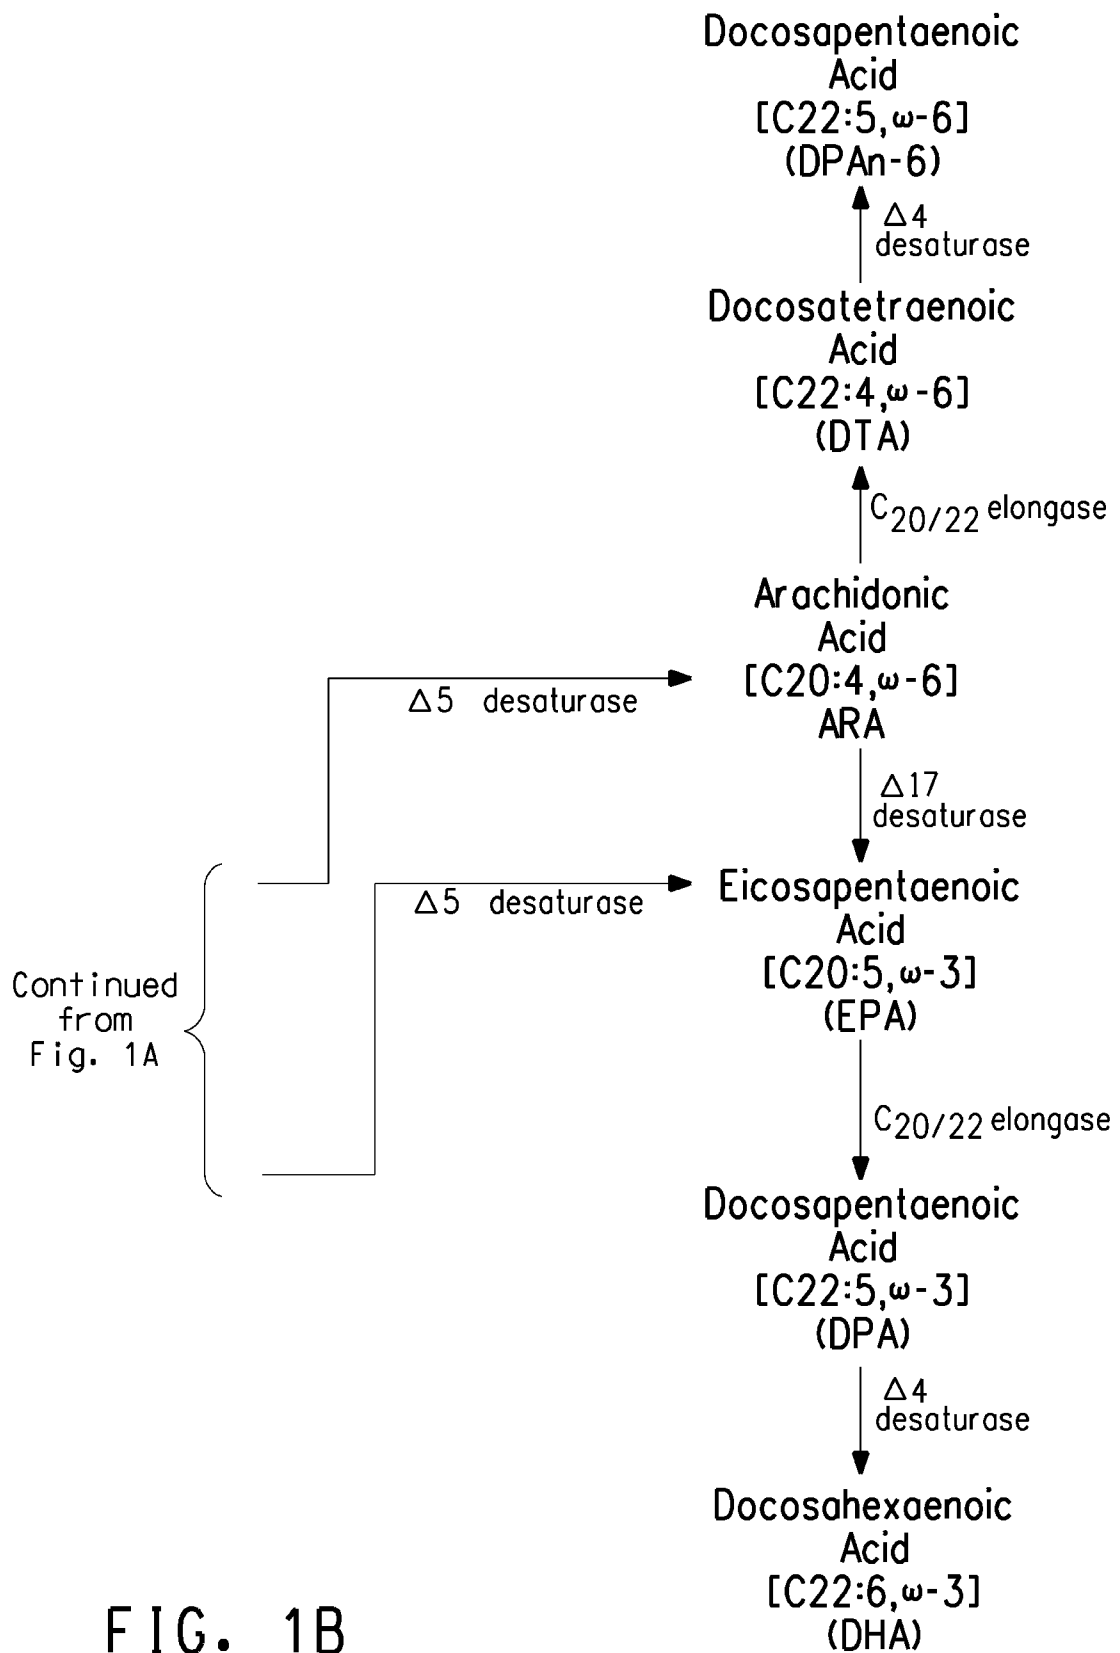 Docosapentaenoic
Acid
[C22:5,ω-6]
(DPAn-6)
Δ4
desaturase
Docosatetraenoic
Acid
[C22:4,ω-6]
(DTA)
C20/22 elongase
Arachidonic
Acid
[C20:4,ω-6]
ARA
Δ5 desaturase
Δ17
desaturase
Eicosapentaenoic
Acid
[C20:5,ω-3]
(EPA)
Δ5 desaturase
Continued
from
Fig. 1A
C20/22 elongase
Docosapentaenoic
Acid
[C22:5,ω-3]
(DPA)
Δ4
desaturase
Docosahexaenoic
Acid
[C22:6,ω-3]
(DHA)
FIG. 1B